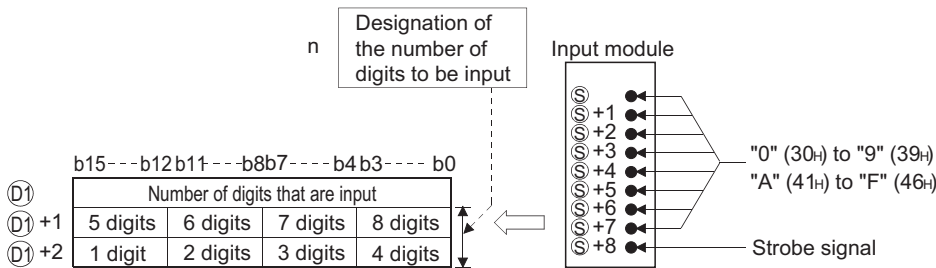 n
Designation of
the number of
digits to be input
Input module
Ⓢ
Ⓢ +1
Ⓢ +2
Ⓢ +3
Ⓢ +4
Ⓢ +5
Ⓢ +6
Ⓢ +7
Ⓢ +8
"0" (30H) to "9" (39H)
"A" (41H) to "F" (46H)
Strobe signal
b15---b12 b11---b8 b7---b4 b3--- b0
D1 Number of digits that are input
D1 +1 5 digits 6 digits 7 digits 8 digits
D1 +2 1 digit 2 digits 3 digits 4 digits